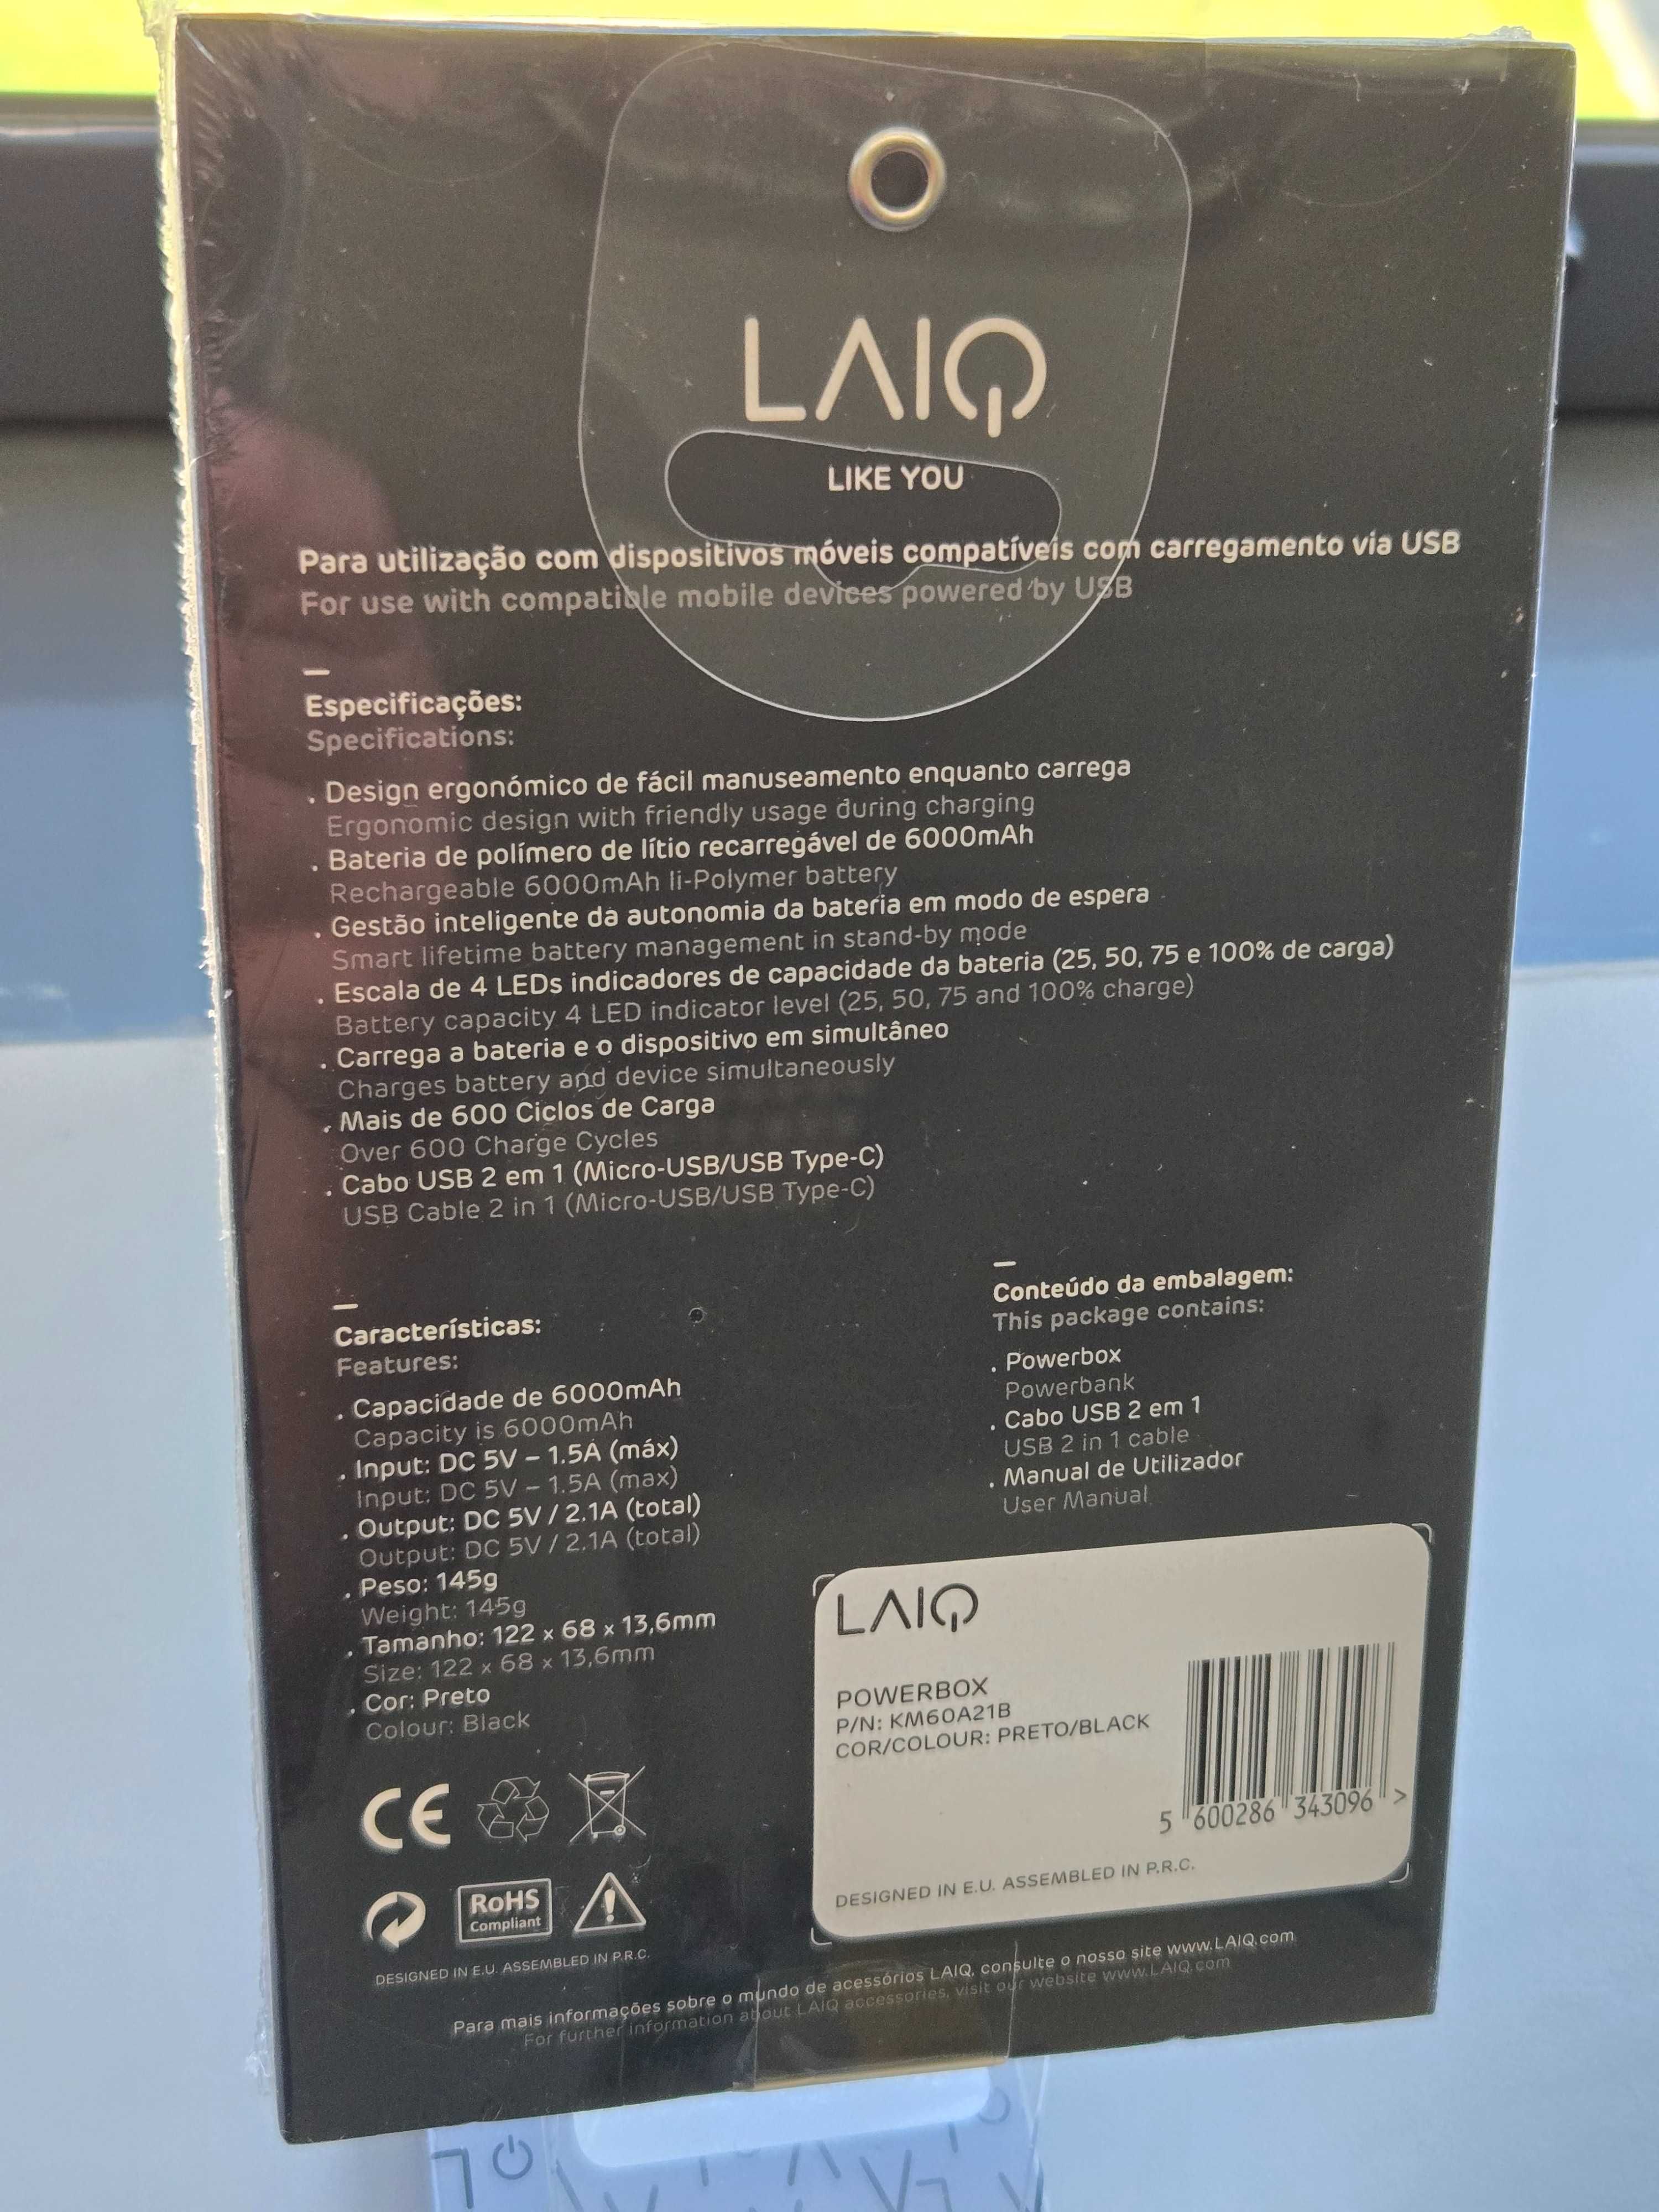 LAIQ
LIKE YOU
Para utilização com dispositivos móveis compatíveis com carregamento via USB
For use with compatible mobile devices powered by USB
Especificações:
Specifications:
. Design ergonómico de fácil manuseamento enquanto carrega
Ergonomic design with friendly usage during charging
. Bateria de polímero de lítio recarregável de 6000mAh
Rechargeable 6000mAh li-Polymer battery
. Gestão inteligente da autonomia da bateria em modo de espera
Smart lifetime battery management in stand-by mode
. Escala de 4 LEDs indicadores de capacidade da bateria (25, 50, 75 e 100% de carga)
Battery capacity 4 LED indicator level (25, 50, 75 and 100% charge)
. Carrega a bateria e o dispositivo em simultâneo
Charges battery and device simultaneously
. Mais de 600 Ciclos de Carga
Over 600 Charge Cycles
. Cabo USB 2 em 1 (Micro-USB/USB Type-C)
USB Cable 2 in 1 (Micro-USB/USB Type-C)
Características:
Features:
. Capacidade de 6000mAh
Capacity is 6000mAh
. Input: DC 5V – 1.5A (máx)
Input: DC 5V – 1.5A (max)
. Output: DC 5V / 2.1A (total)
Output: DC 5V / 2.1A (total)
. Peso: 145g
Weight: 145g
. Tamanho: 122 x 68 x 13,6mm
Size: 122 x 68 x 13,6mm
. Cor: Preto
Colour: Black
Conteúdo da embalagem:
This package contains:
. Powerbox
Powerbank
. Cabo USB 2 em 1
USB 2 in 1 cable
. Manual de Utilizador
User Manual
CE
RoHS
Compliant
DESIGNED IN E.U. ASSEMBLED IN P.R.C.
LAIQ
POWERBOX
P/N: KM60A21B
COR/COLOUR: PRETO/BLACK
5 600286 343096 >
DESIGNED IN E.U. ASSEMBLED IN P.R.C.
Para mais informações sobre o mundo de acessórios LAIQ, consulte o nosso site www.LAIQ.com
For further information about LAIQ accessories, visit our website www.LAIQ.com